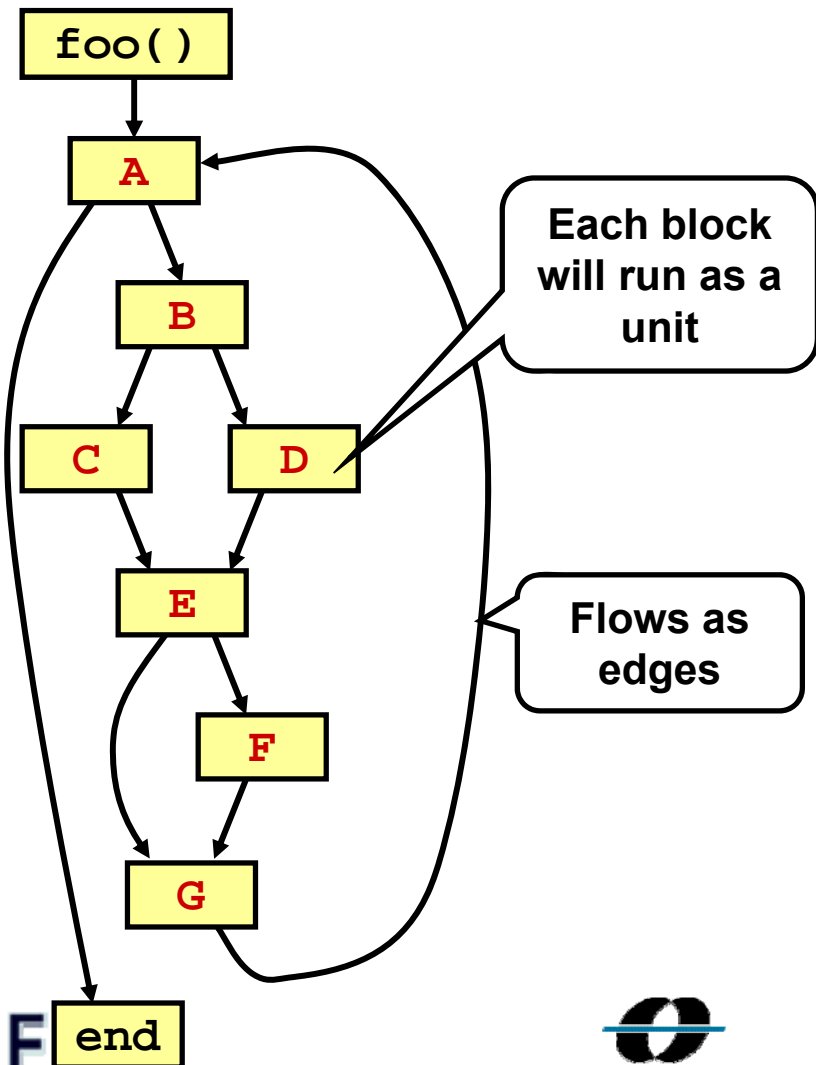 foo()
A
Each block
will run as a
unit
B
C
D
E
Flows as
edges
F
G
F
end